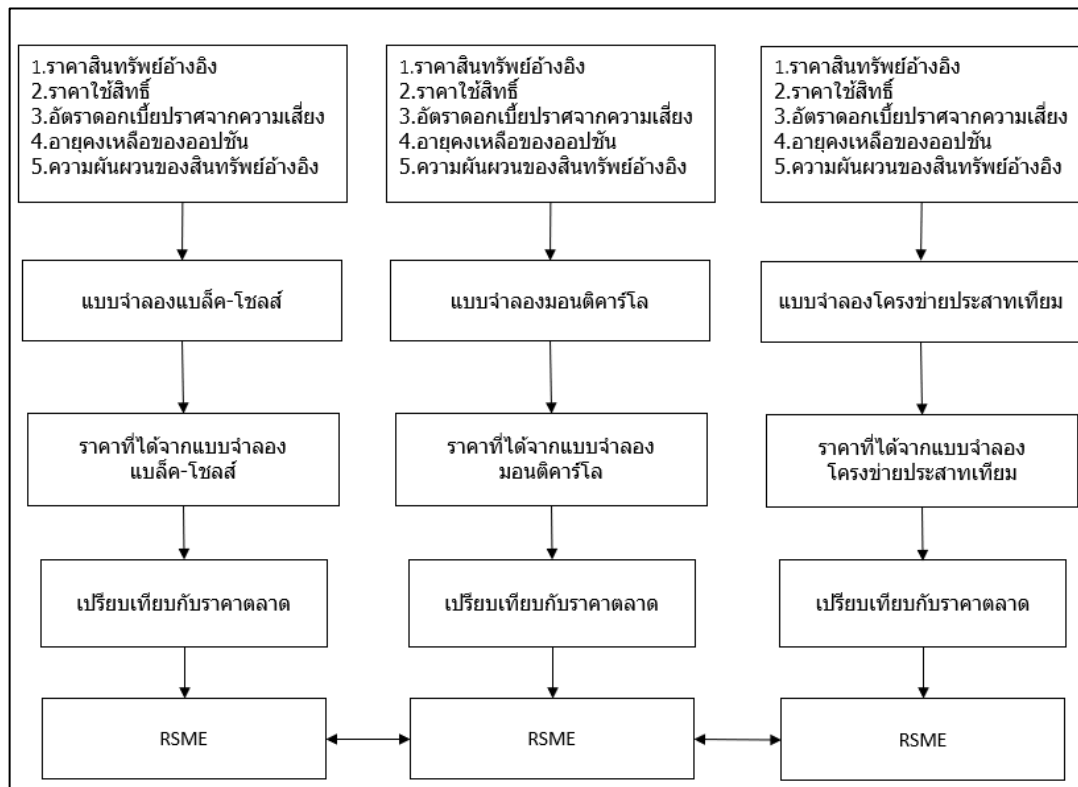 1.ราคาสินทรัพย์อ้างอิง
2.ราคาใช้สิทธิ์
3.อัตราดอกเบี้ยปราศจากความเสี่ยง
4.อายุคงเหลือของออปชัน
5.ความผันผวนของสินทรัพย์อ้างอิง
1.ราคาสินทรัพย์อ้างอิง
2.ราคาใช้สิทธิ์
3.อัตราดอกเบี้ยปราศจากความเสี่ยง
4.อายุคงเหลือของออปชัน
5.ความผันผวนของสินทรัพย์อ้างอิง
1.ราคาสินทรัพย์อ้างอิง
2.ราคาใช้สิทธิ์
3.อัตราดอกเบี้ยปราศจากความเสี่ยง
4.อายุคงเหลือของออปชัน
5.ความผันผวนของสินทรัพย์อ้างอิง
แบบจำลองแบล็ค-โชลส์
แบบจำลองมอนติคาร์โล
แบบจำลองโครงข่ายประสาทเทียม
ราคาที่ได้จากแบบจำลอง
แบล็ค-โชลส์
ราคาที่ได้จากแบบจำลอง
มอนติคาร์โล
ราคาที่ได้จากแบบจำลอง
โครงข่ายประสาทเทียม
เปรียบเทียบกับราคาตลาด
เปรียบเทียบกับราคาตลาด
เปรียบเทียบกับราคาตลาด
RSME
RSME
RSME